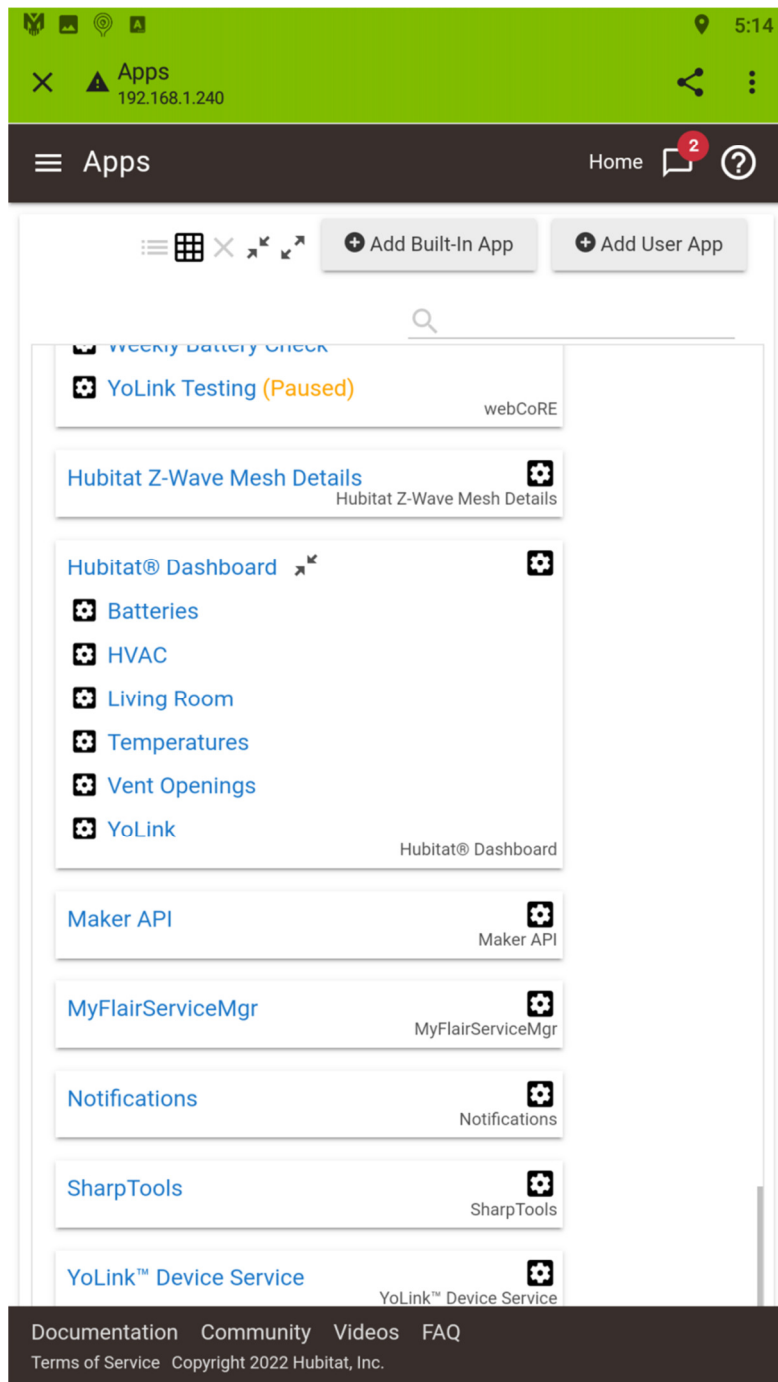 5:14
Apps
192.168.1.240
Apps
Home
2
Add Built-In App
Add User App
Weekly Battery Check
YoLink Testing (Paused)
webCoRE
Hubitat Z-Wave Mesh Details
Hubitat Z-Wave Mesh Details
Hubitat® Dashboard
Batteries
HVAC
Living Room
Temperatures
Vent Openings
YoLink
Hubitat® Dashboard
Maker API
Maker API
MyFlairServiceMgr
MyFlairServiceMgr
Notifications
Notifications
SharpTools
SharpTools
YoLink™ Device Service
YoLink™ Device Service
Documentation Community Videos FAQ
Terms of Service Copyright 2022 Hubitat, Inc.